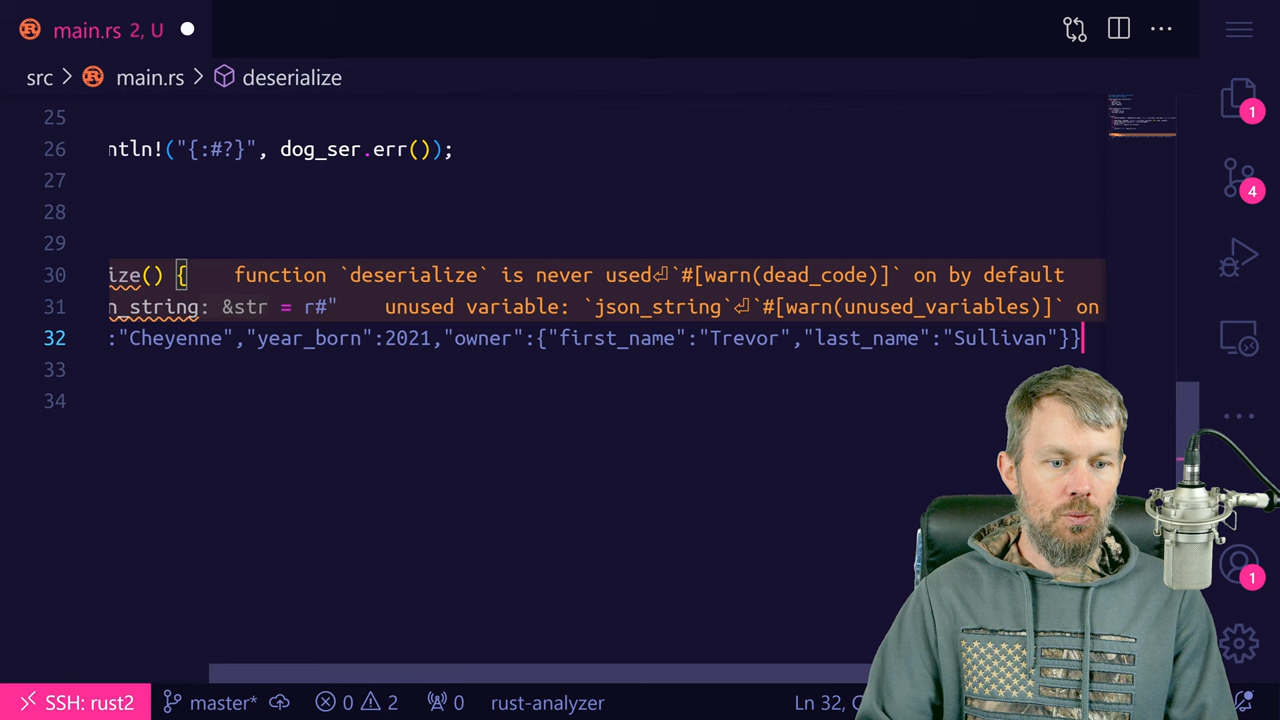 main.rs 2, U
src > main.rs > deserialize
25
26 ntln!("{:#?}", dog_ser.err());
27
28
29
30 ize() { function `deserialize` is never used⏎`#[warn(dead_code)]` on by default
31 n_string: &str = r#" unused variable: `json_string`⏎`#[warn(unused_variables)]` on
32 :"Cheyenne","year_born":2021,"owner":{"first_name":"Trevor","last_name":"Sullivan"}}
33
34
1
4
1
SSH: rust2 master* 0 2 0 rust-analyzer Ln 32,